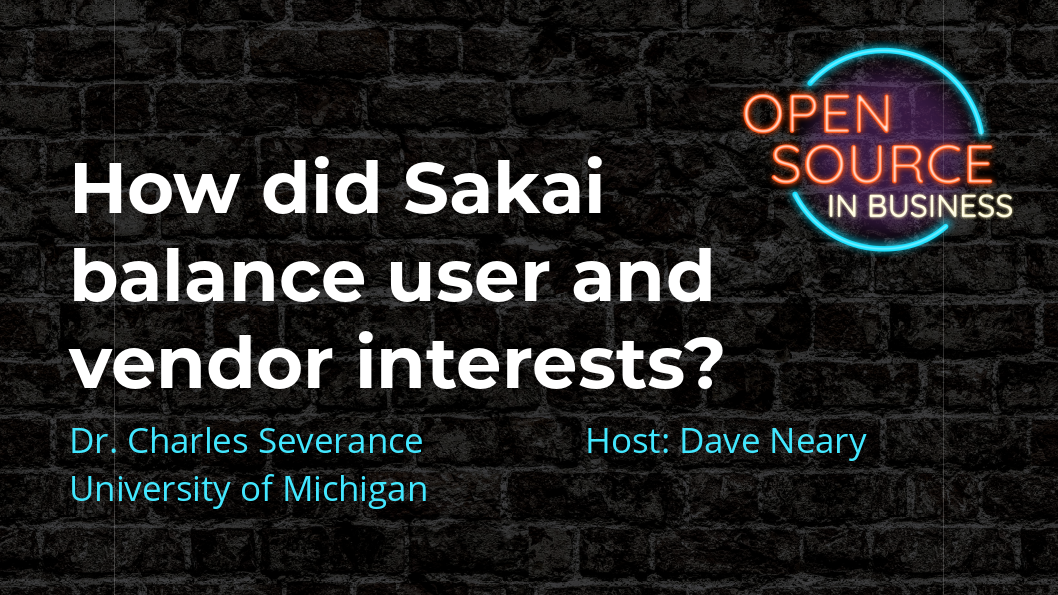 OPEN
SOURCE
IN BUSINESS
How did Sakai
balance user and
vendor interests?
Dr. Charles Severance
University of Michigan
Host: Dave Neary